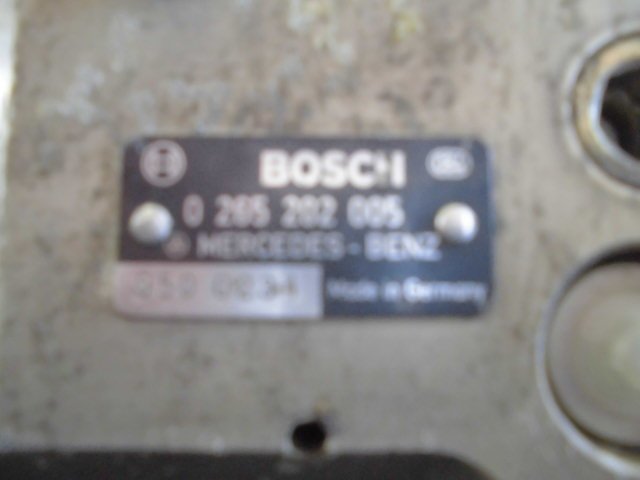 BOSCH
0 265 202 005
MERCEDES-BENZ
Made in Germany